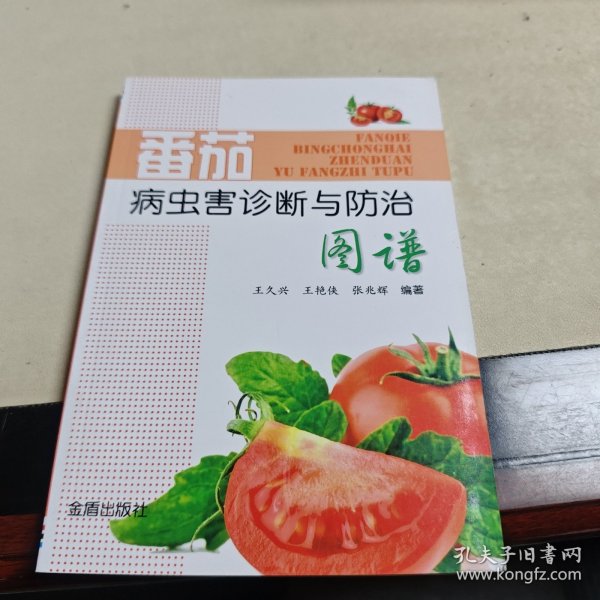 番茄
FANQIE
BINGCHONGHAI
ZHENDUAN
YU FANGZHI TUPU
病虫害诊断与防治
图谱
王久兴 王艳侠 张兆辉 编著
金盾出版社
孔夫子旧书网
www.kongfz.com